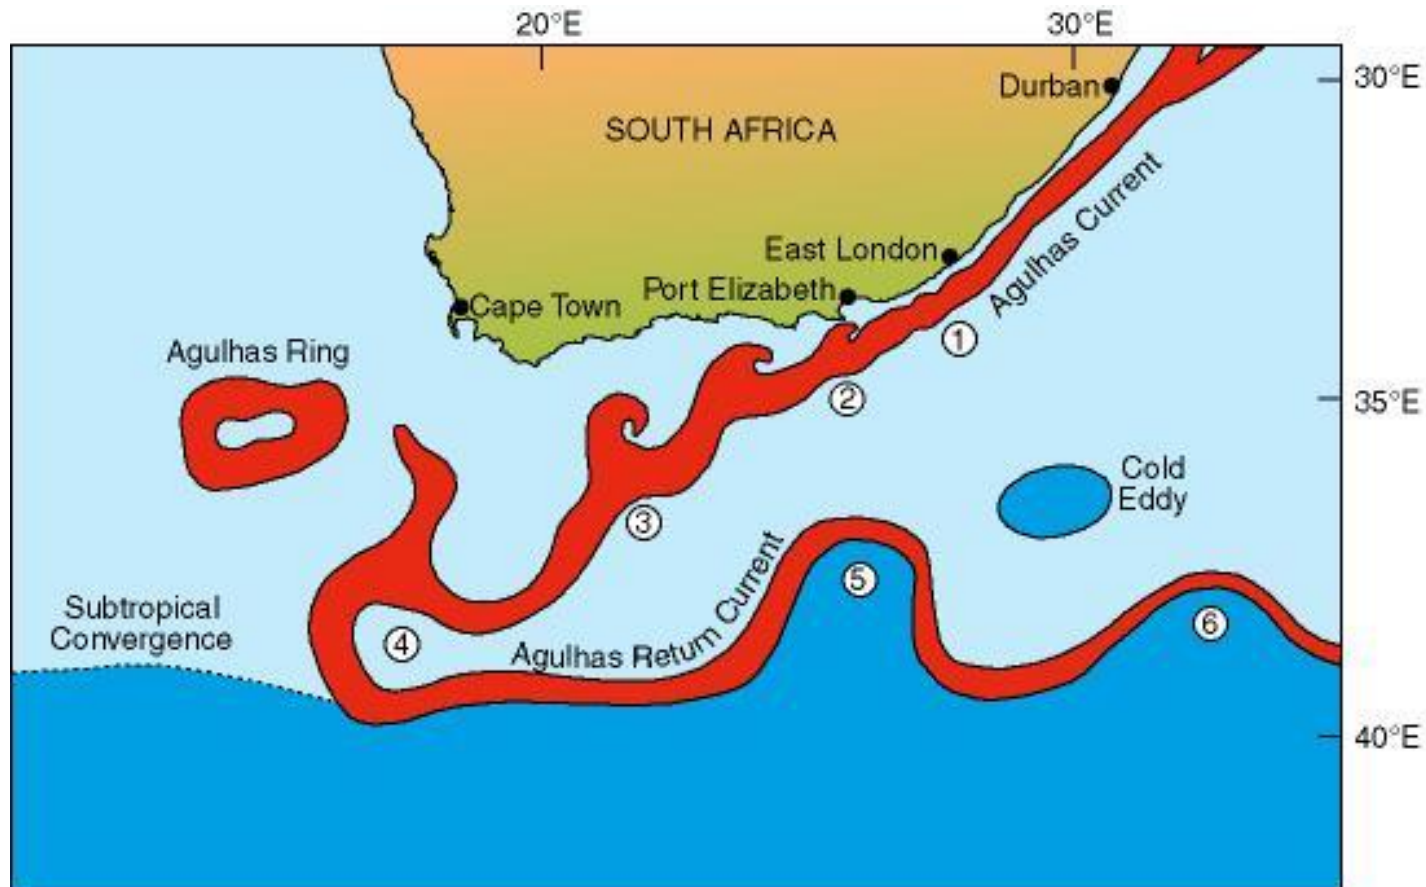 20°E
30°E
Durban
30°E
SOUTH AFRICA
Agulhas Current
East London
Port Elizabeth
Cape Town
1
Agulhas Ring
2
35°E
Cold
Eddy
3
Agulhas Return Current
5
Subtropical
Convergence
4
6
40°E